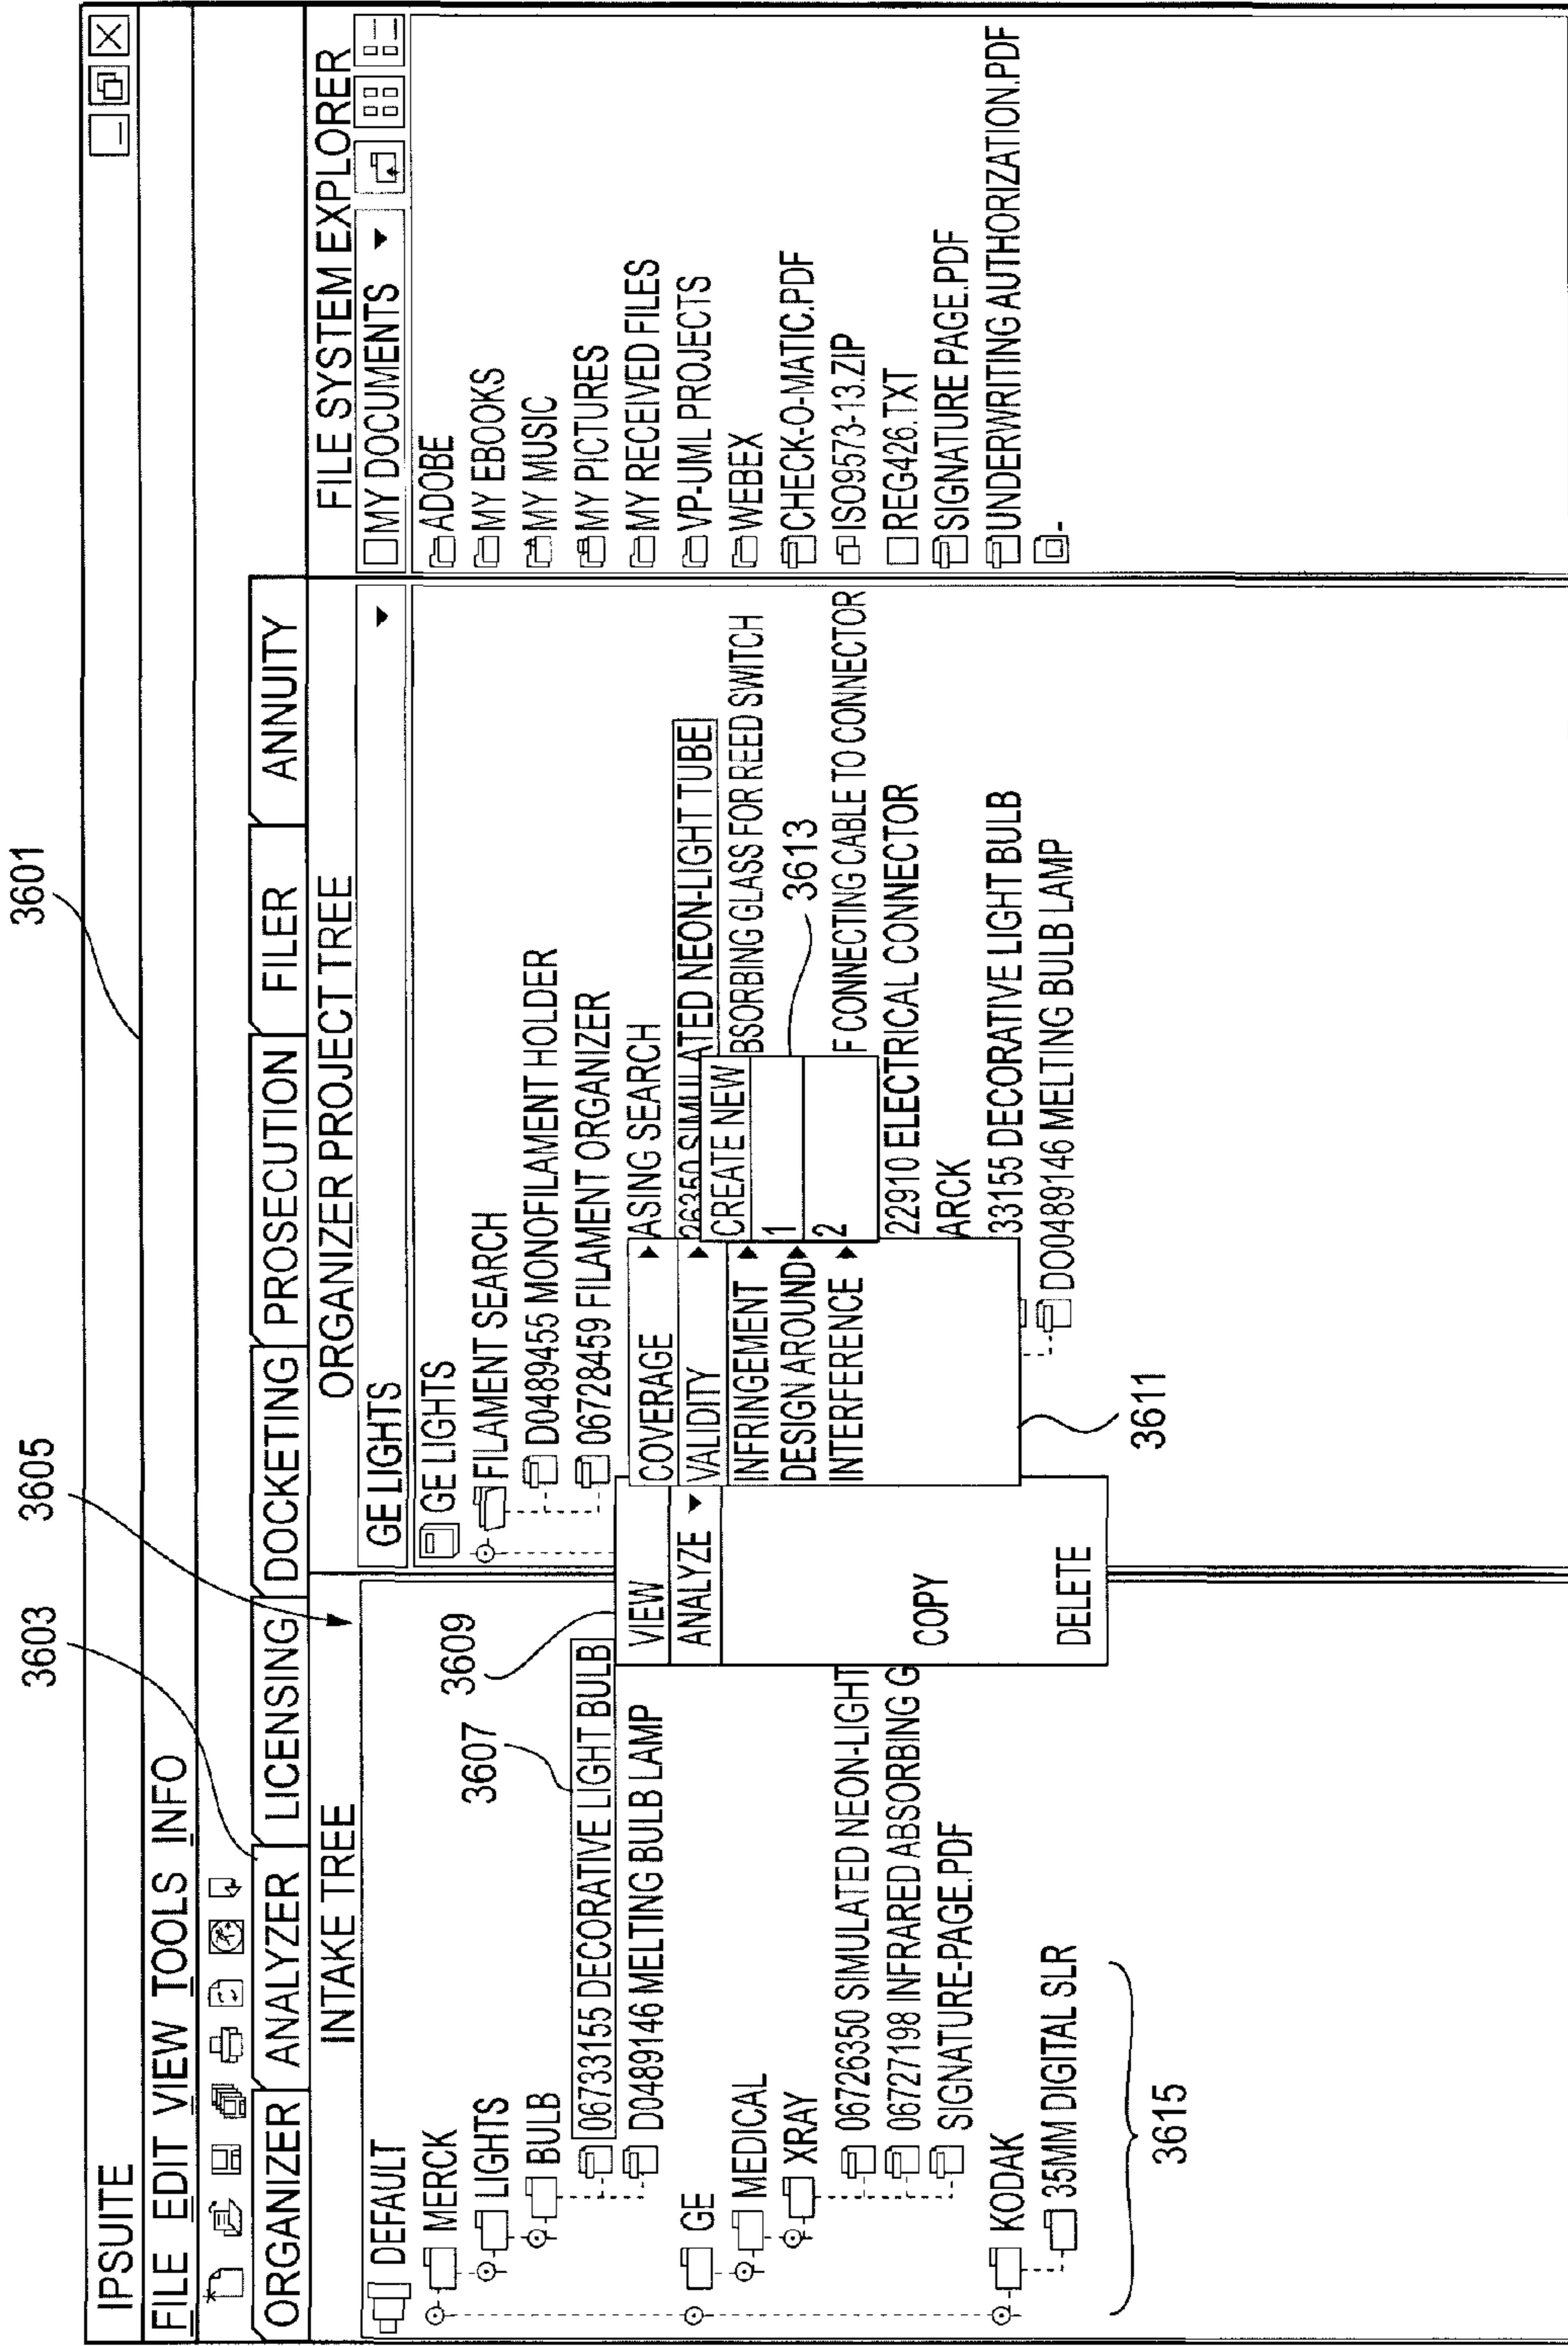 3601
3603
3605
IPSUITE
FILE EDIT VIEW TOOLS INFO
ORGANIZER ANALYZER LICENSING DOCKETING PROSECUTION FILER ANNUITY
INTAKE TREE
DEFAULT
MERCK
LIGHTS
BULB
06733155 DECORATIVE LIGHT BULB
D0489146 MELTING BULB LAMP
GE
MEDICAL
XRAY
06726350 SIMULATED NEON-LIGHT
06727198 INFRARED ABSORBING G
SIGNATURE-PAGE.PDF
KODAK
35MM DIGITAL SLR
3615
3607
3609
VIEW
ANALYZE
COPY
DELETE
ORGANIZER PROJECT TREE
GE LIGHTS
GE LIGHTS
FILAMENT SEARCH
D0489455 MONOFILAMENT HOLDER
06728459 FILAMENT ORGANIZER
COVERAGE
VALIDITY
INFRINGEMENT
DESIGN AROUND
INTERFERENCE
3611
ASING SEARCH
26350 SIMULATED NEON-LIGHT TUBE
CREATE NEW
1
2
3613
BSORBING GLASS FOR REED SWITCH
F CONNECTING CABLE TO CONNECTOR
22910 ELECTRICAL CONNECTOR
ARCK
33155 DECORATIVE LIGHT BULB
DO0489146 MELTING BULB LAMP
FILE SYSTEM EXPLORER
MY DOCUMENTS
ADOBE
MY EBOOKS
MY MUSIC
MY PICTURES
MY RECEIVED FILES
VP-UML PROJECTS
WEBEX
CHECK-O-MATIC.PDF
ISO9573-13.ZIP
REG426.TXT
SIGNATURE PAGE.PDF
UNDERWRITING AUTHORIZATION.PDF
-